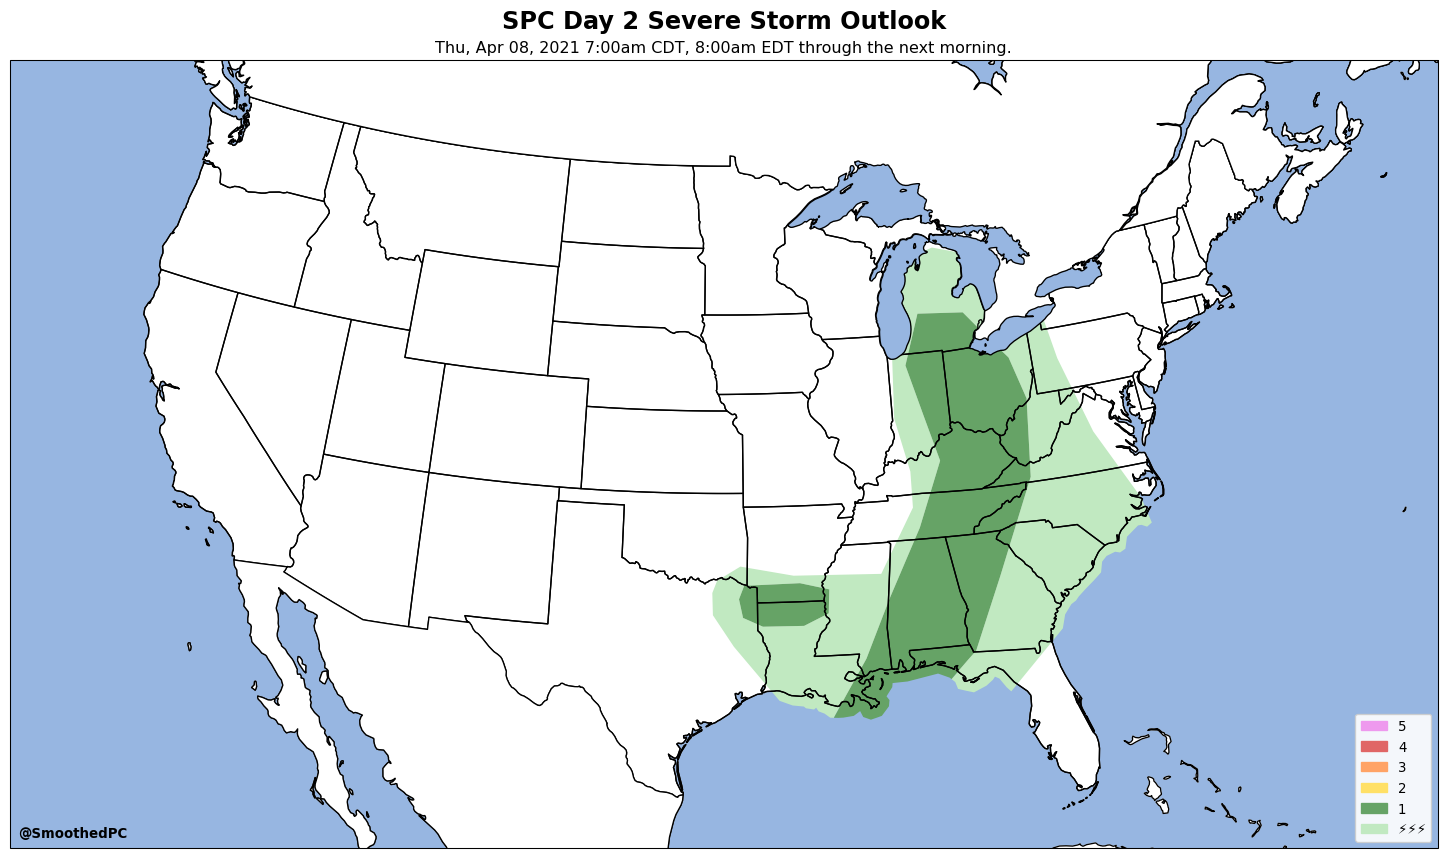 SPC Day 2 Severe Storm Outlook
Thu, Apr 08, 2021 7:00am CDT, 8:00am EDT through the next morning.
5
4
3
2
1
⚡⚡⚡
@SmoothedPC